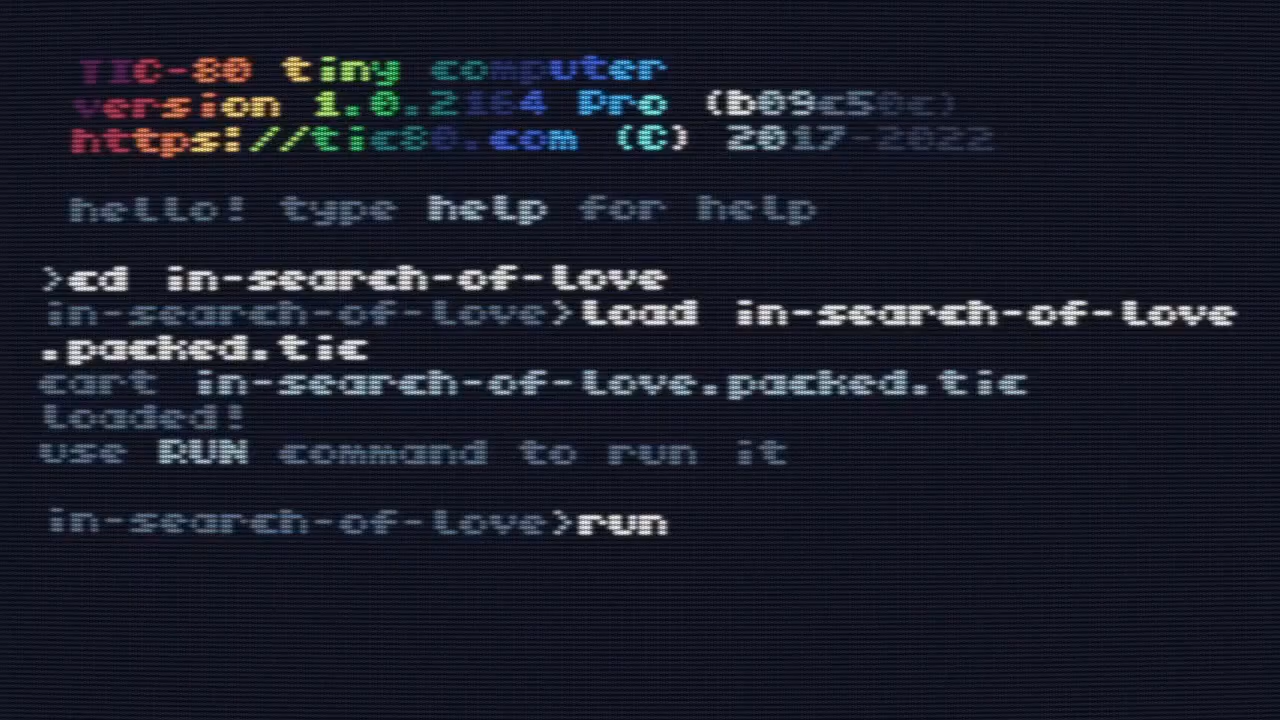 TIC-80 tiny computer
version 1.0.2164 Pro (b09c50c)
https://tic80.com (C) 2017-2022
hello! type help for help
>cd in-search-of-love
in-search-of-love>load in-search-of-love
.packed.tic
cart in-search-of-love.packed.tic
loaded!
use RUN command to run it
in-search-of-love>run